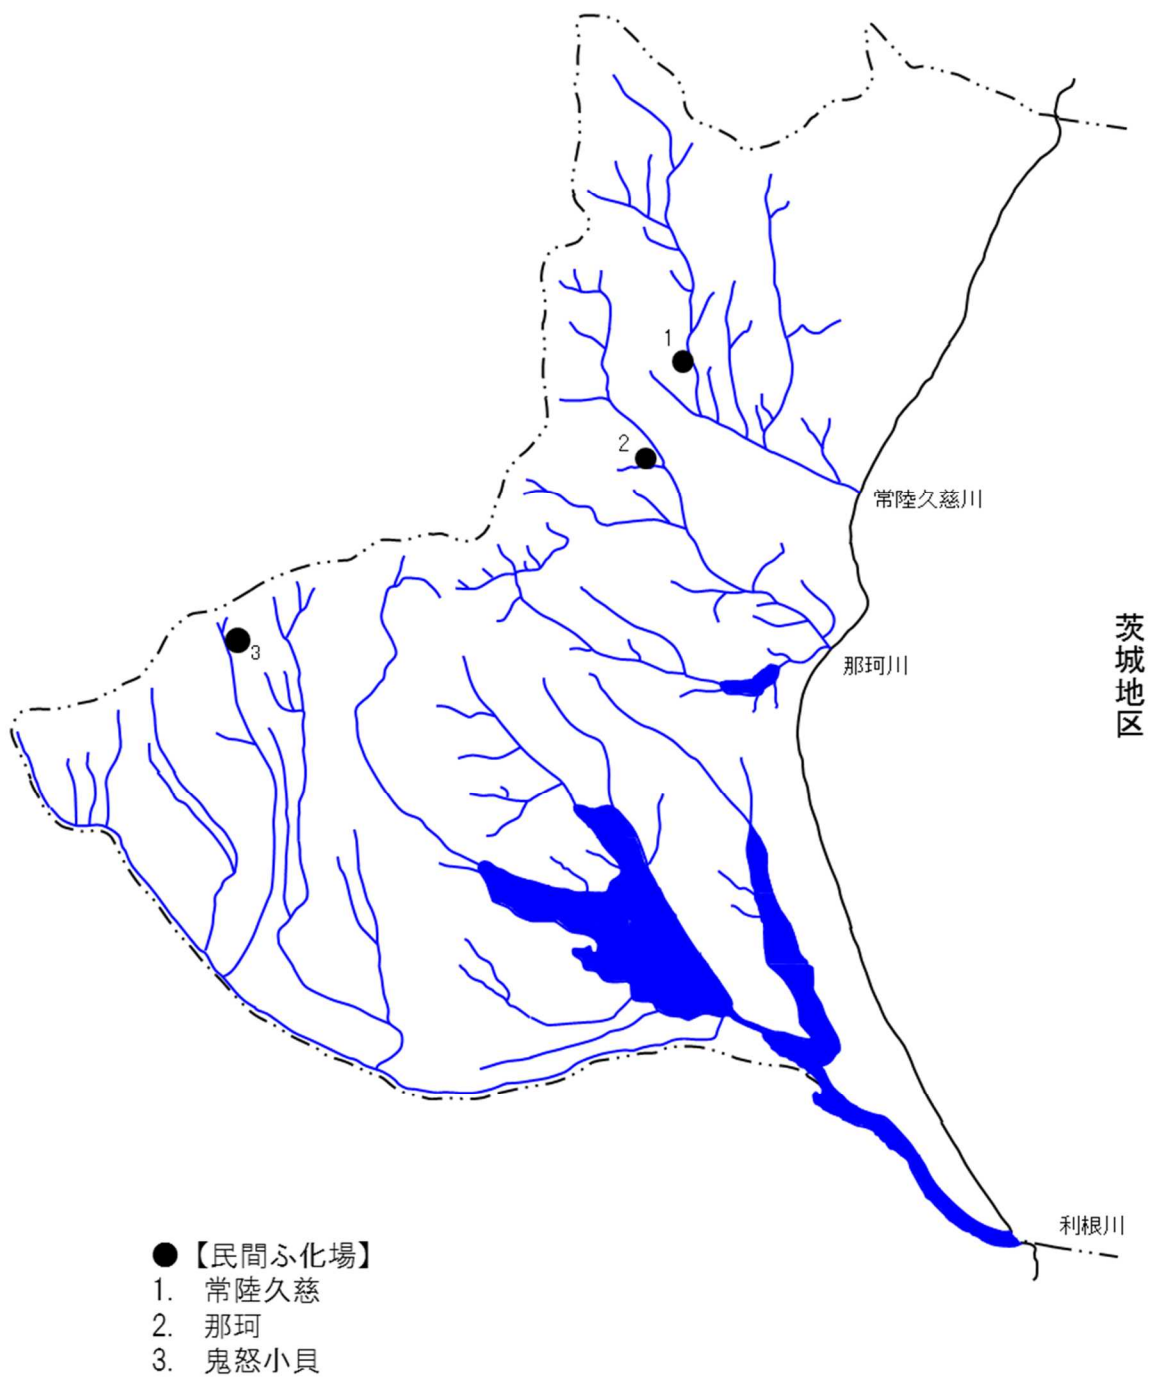 1
2
常陸久慈川
3
那珂川
茨城地区
利根川
●【民間ふ化場】
1. 常陸久慈
2. 那珂
3. 鬼怒小貝